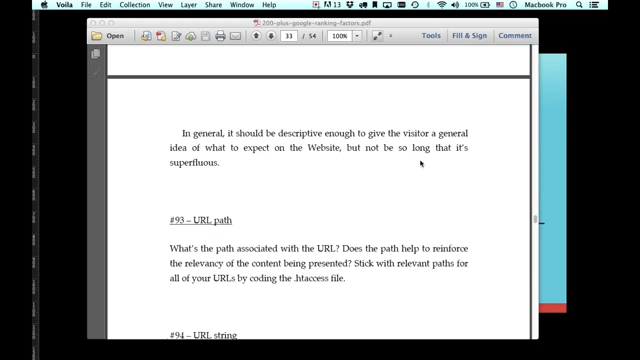 Voila File Edit Collection View Collection Window Help 13 100% Macbook Pro
200-plus-google-ranking-factors.pdf
Open 33 / 54 100% Tools Fill & Sign Comment
In general, it should be descriptive enough to give the visitor a general
idea of what to expect on the Website, but not be so long that it's
superfluous.
#93 – URL path
What's the path associated with the URL? Does the path help to reinforce
the relevancy of the content being presented? Stick with relevant paths for
all of your URLs by coding the .htaccess file.
#94 – URL string